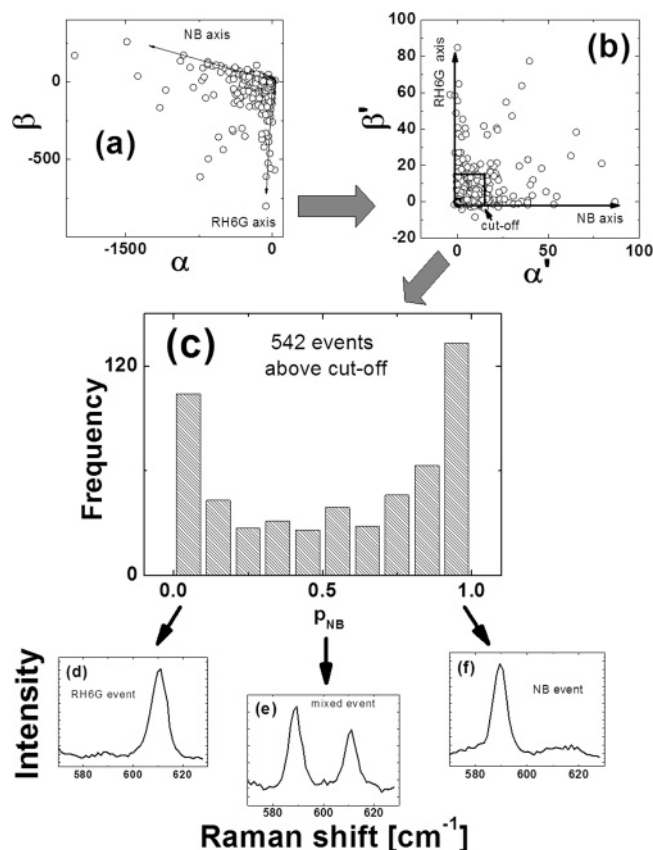 NB axis
0
β
-500
(a)
RH6G axis
-1500
0
α
100
80
60
40
20
0
-20
β'
RH6G axis
(b)
NB axis
cut-off
0
50
100
α'
(c)
542 events
above cut-off
120
Frequency
0
0.0
0.5
1.0
pNB
Intensity
(d)
RH6G event
580
600
620
(e)
mixed event
580
600
620
(f)
NB event
580
600
620
Raman shift [cm-1]